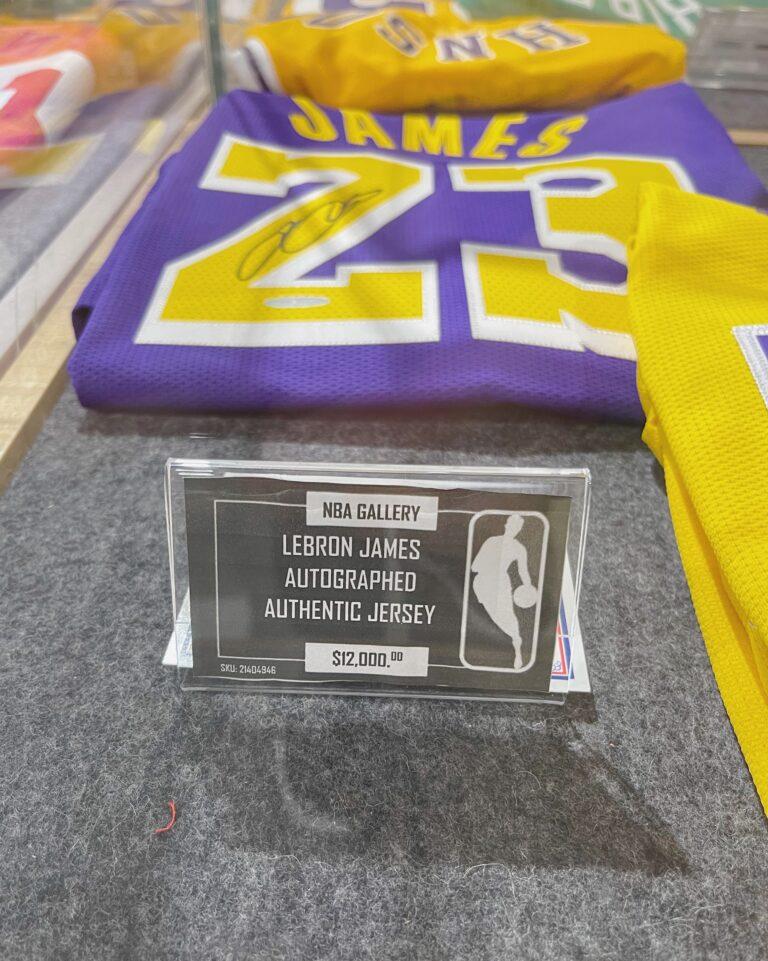 JAMES
23
NBA GALLERY
LEBRON JAMES
AUTOGRAPHED
AUTHENTIC JERSEY
$12,000.00
SKU: 21404946